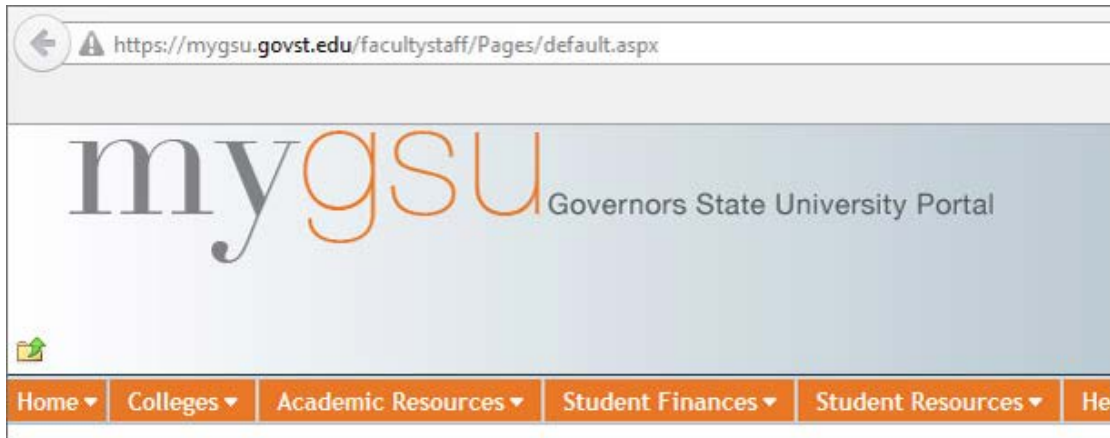 https://mygsu.govst.edu/facultystaff/Pages/default.aspx
mygsu Governors State University Portal
Home Colleges Academic Resources Student Finances Student Resources He